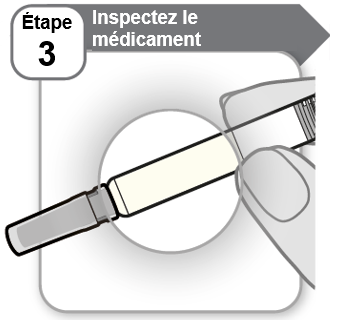 Étape
3
Inspectez le
médicament